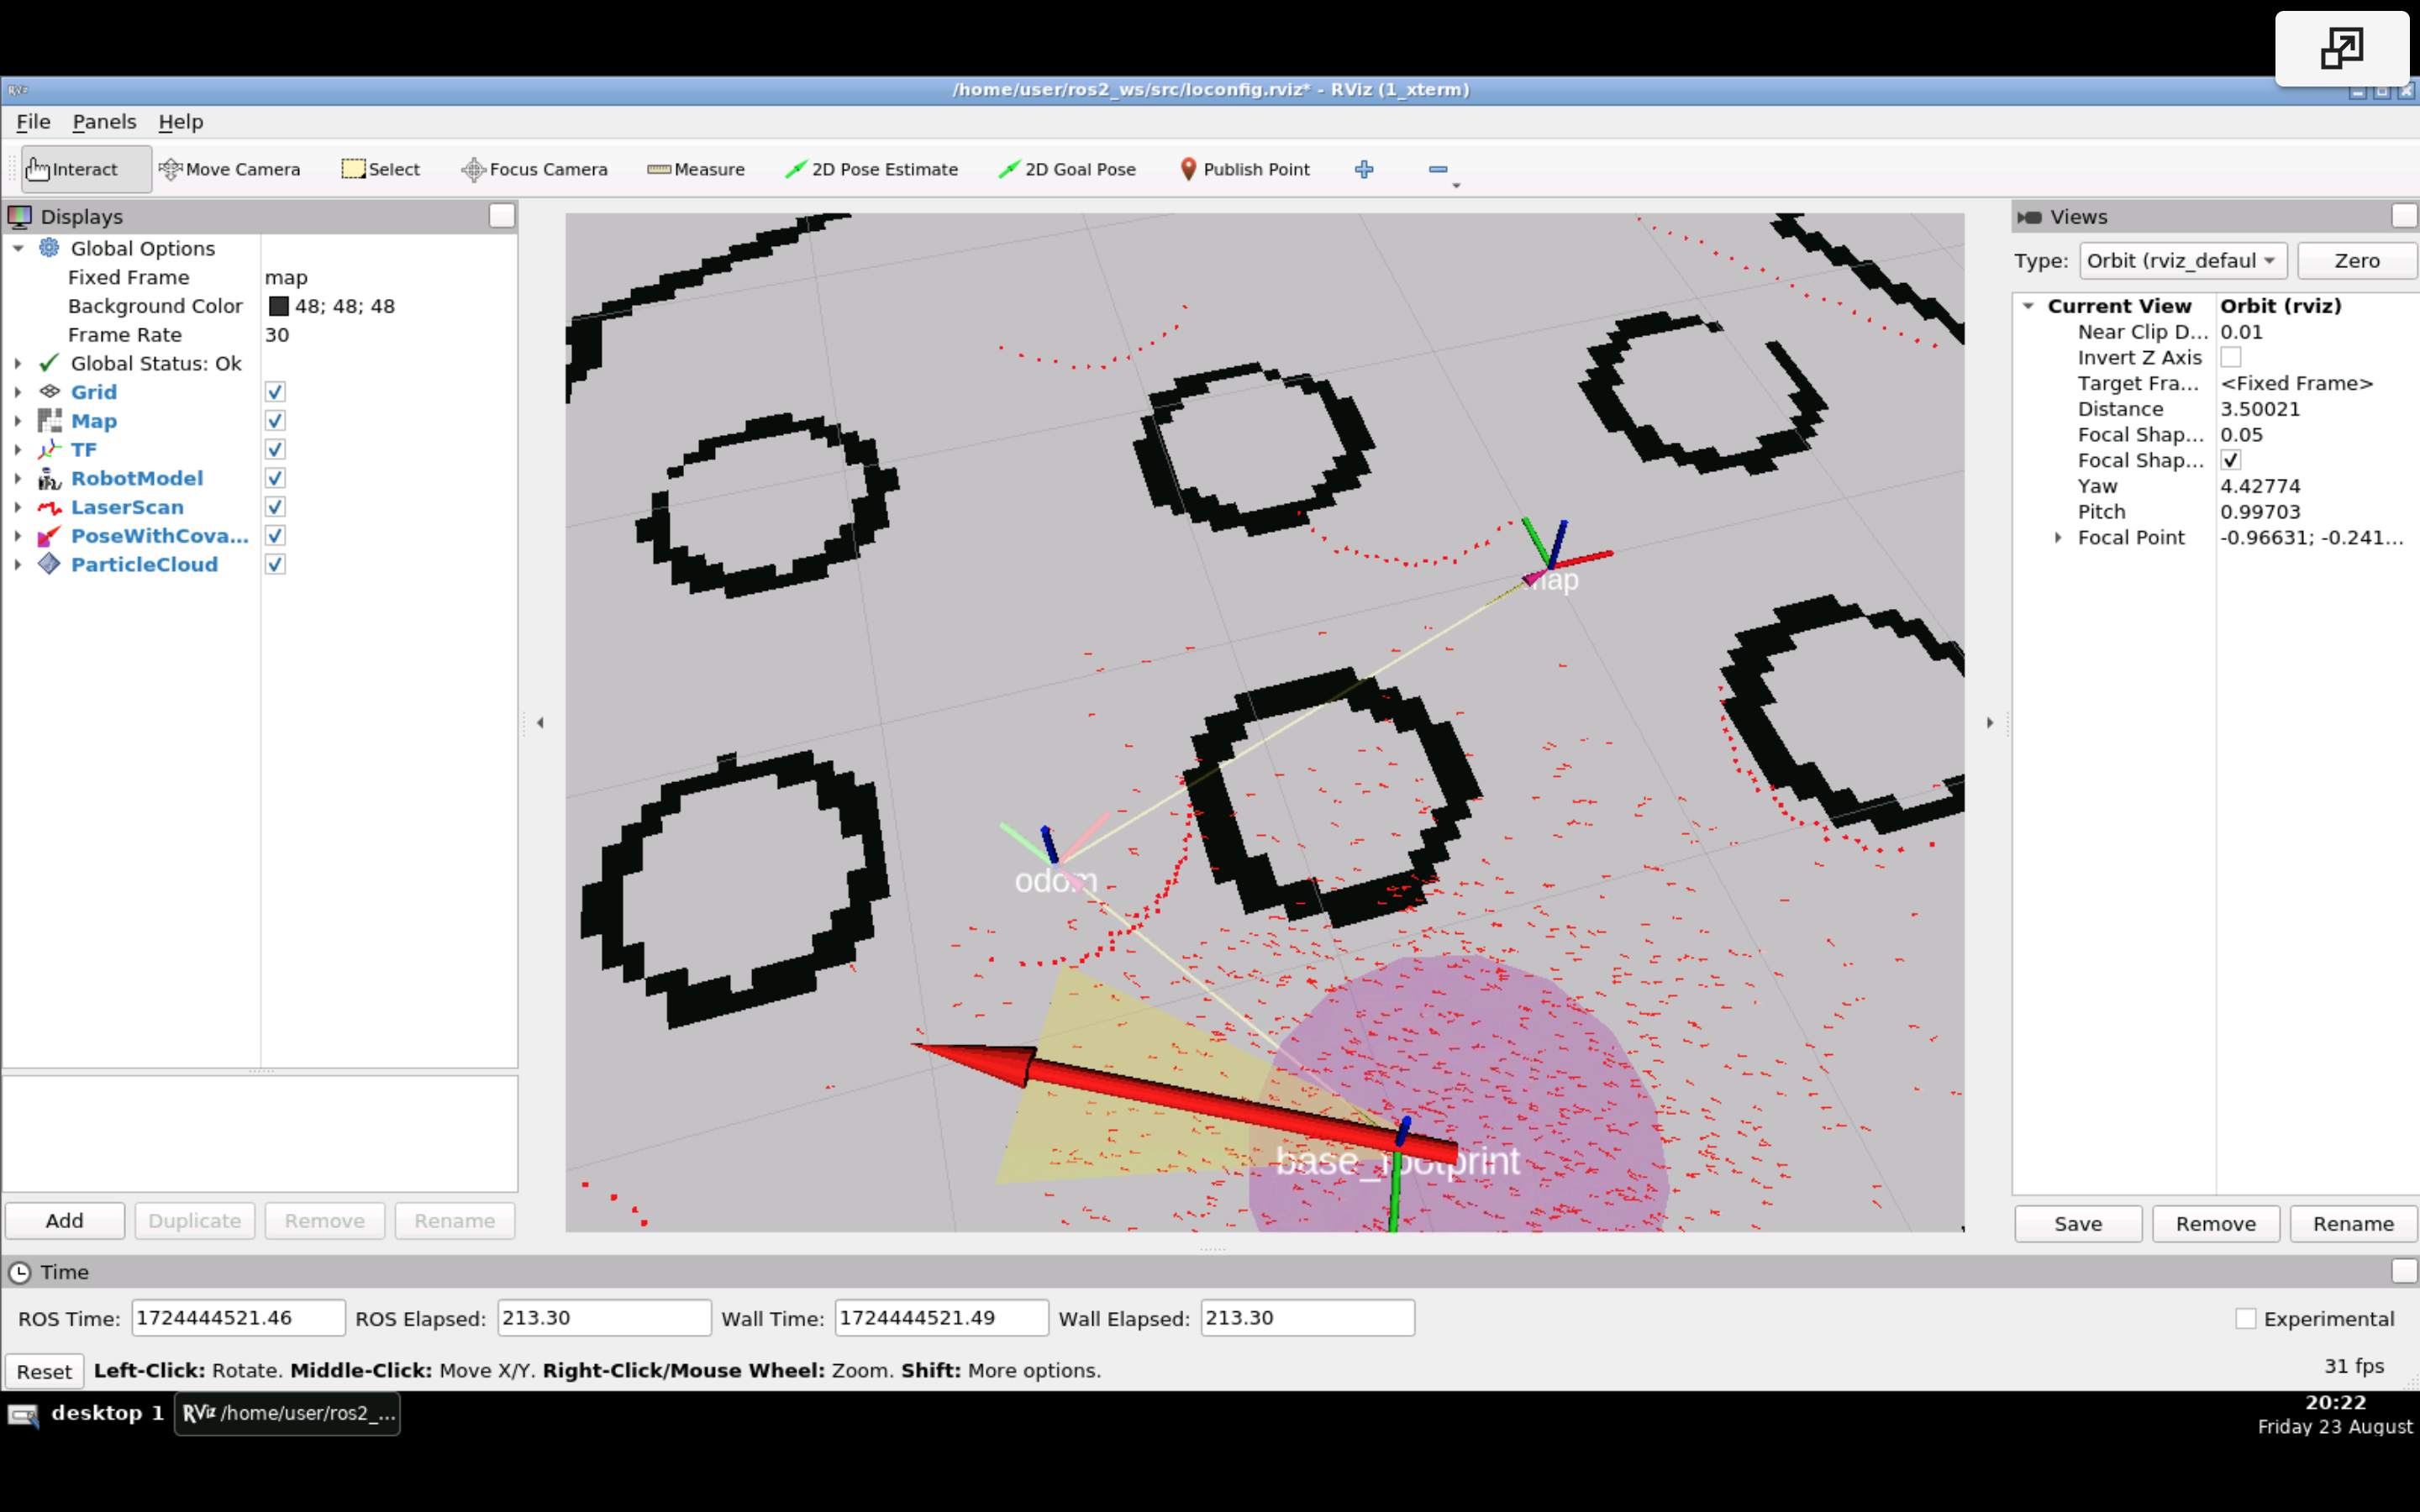 /home/user/ros2_ws/src/loconfig.rviz* - RViz (1_xterm)
File Panels Help
Interact Move Camera Select Focus Camera Measure 2D Pose Estimate 2D Goal Pose Publish Point
Displays
Global Options
Fixed Frame map
Background Color 48; 48; 48
Frame Rate 30
Global Status: Ok
Grid
Map
TF
RobotModel
LaserScan
PoseWithCova...
ParticleCloud
Add Duplicate Remove Rename
map
odom
base_footprint
Views
Type: Orbit (rviz_defaul Zero
Current View Orbit (rviz)
Near Clip D... 0.01
Invert Z Axis
Target Fra... <Fixed Frame>
Distance 3.50021
Focal Shap... 0.05
Focal Shap...
Yaw 4.42774
Pitch 0.99703
Focal Point -0.96631; -0.241...
Save Remove Rename
Time
ROS Time: 1724444521.46 ROS Elapsed: 213.30 Wall Time: 1724444521.49 Wall Elapsed: 213.30 Experimental
Reset Left-Click: Rotate. Middle-Click: Move X/Y. Right-Click/Mouse Wheel: Zoom. Shift: More options. 31 fps
desktop 1 RViz /home/user/ros2_...
20:22
Friday 23 August